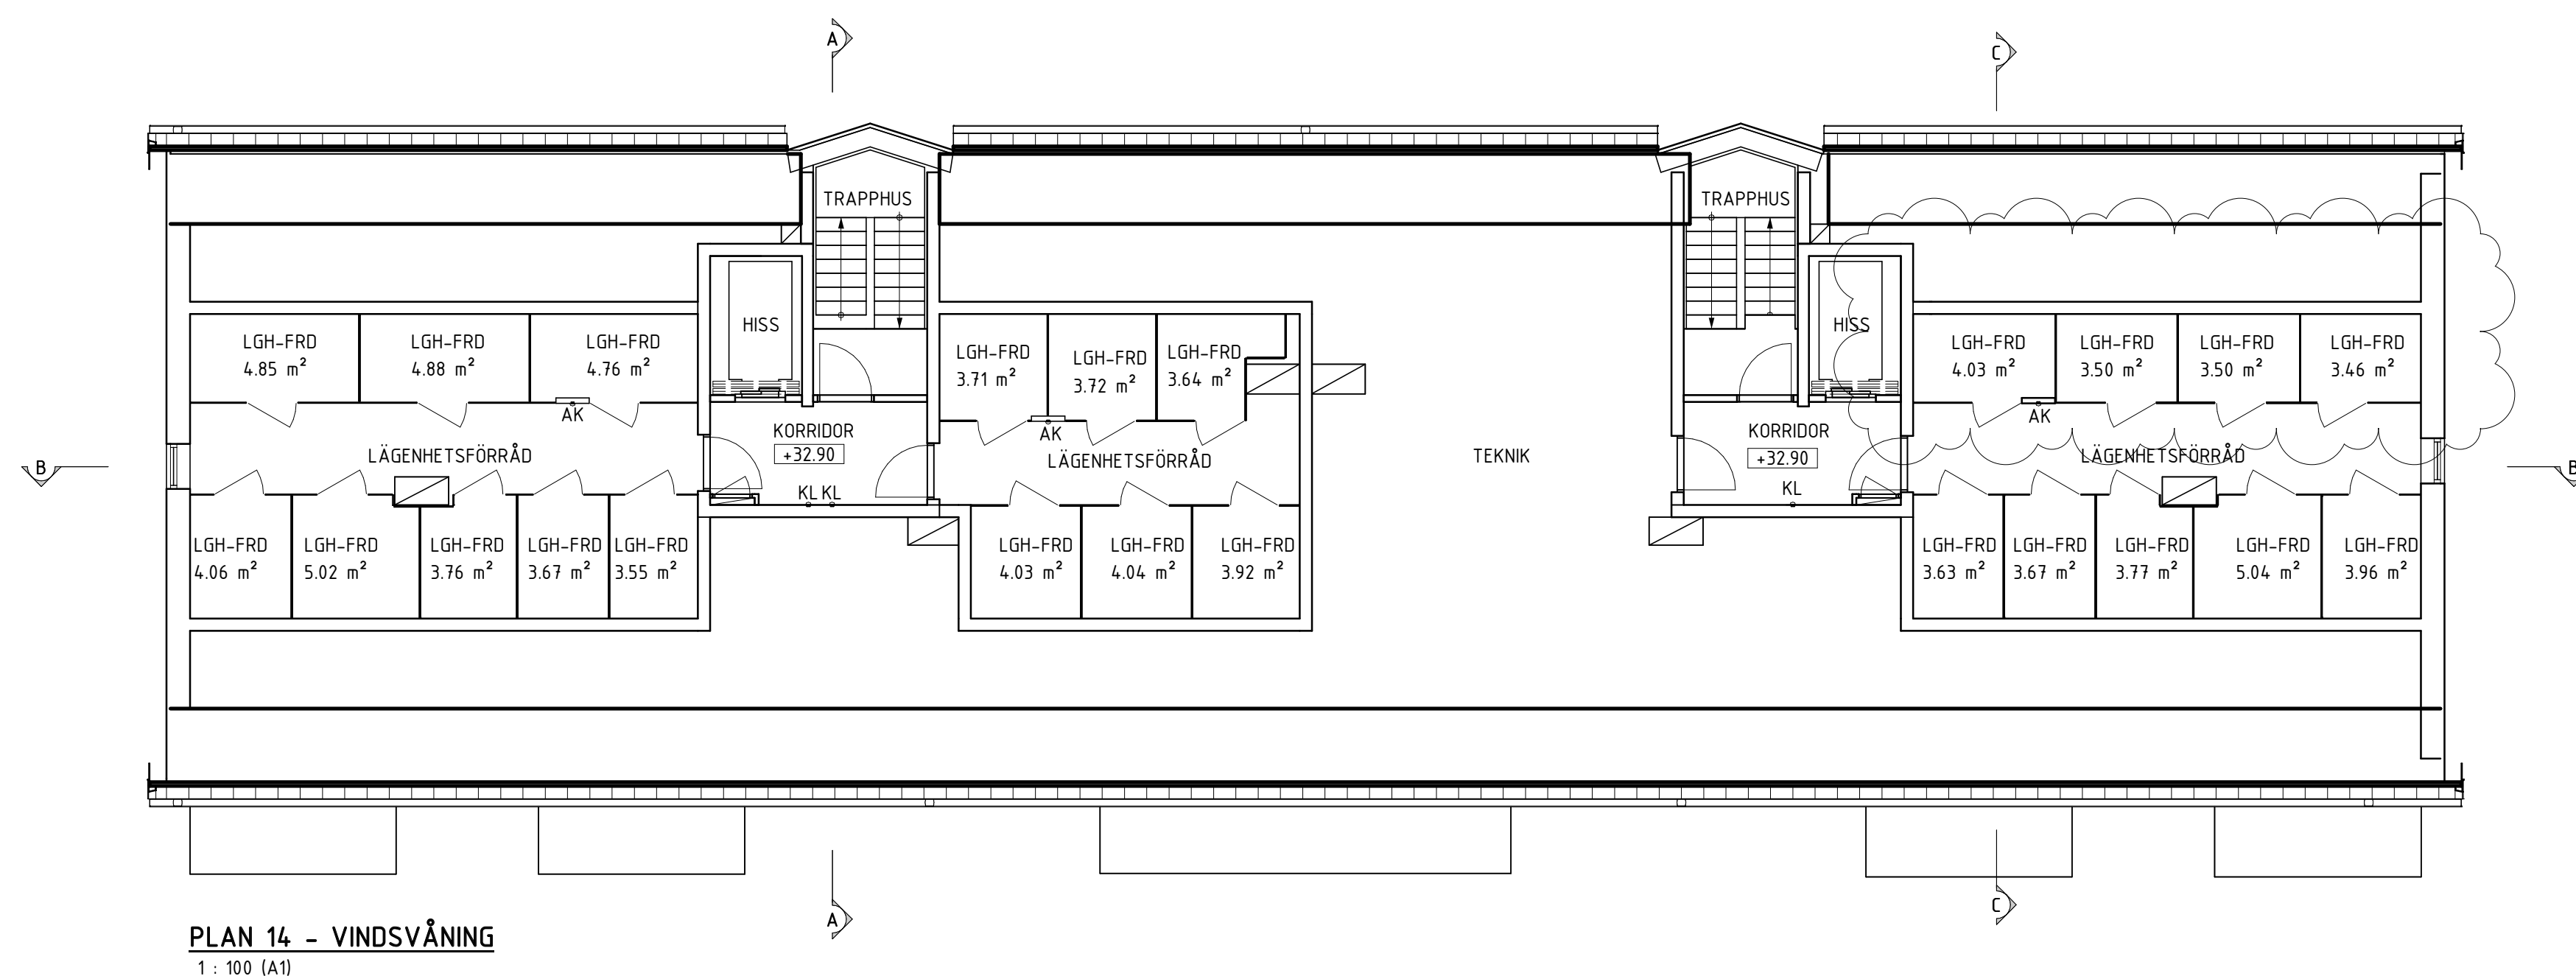 A
C
TRAPPHUS
TRAPPHUS
HISS
HISS
LGH-FRD
4.85 m²
LGH-FRD
4.88 m²
LGH-FRD
4.76 m²
LGH-FRD
3.71 m²
LGH-FRD
3.72 m²
LGH-FRD
3.64 m²
LGH-FRD
4.03 m²
LGH-FRD
3.50 m²
LGH-FRD
3.50 m²
LGH-FRD
3.46 m²
AK
AK
AK
KORRIDOR
+32.90
KORRIDOR
+32.90
B
LÄGENHETSFÖRRÅD
LÄGENHETSFÖRRÅD
TEKNIK
LÄGENHETSFÖRRÅD
B
KL KL
KL
LGH-FRD
4.06 m²
LGH-FRD
5.02 m²
LGH-FRD
3.76 m²
LGH-FRD
3.67 m²
LGH-FRD
3.55 m²
LGH-FRD
4.03 m²
LGH-FRD
4.04 m²
LGH-FRD
3.92 m²
LGH-FRD
3.63 m²
LGH-FRD
3.67 m²
LGH-FRD
3.77 m²
LGH-FRD
5.04 m²
LGH-FRD
3.96 m²
A
C
PLAN 14 - VINDSVÅNING
1 : 100 (A1)